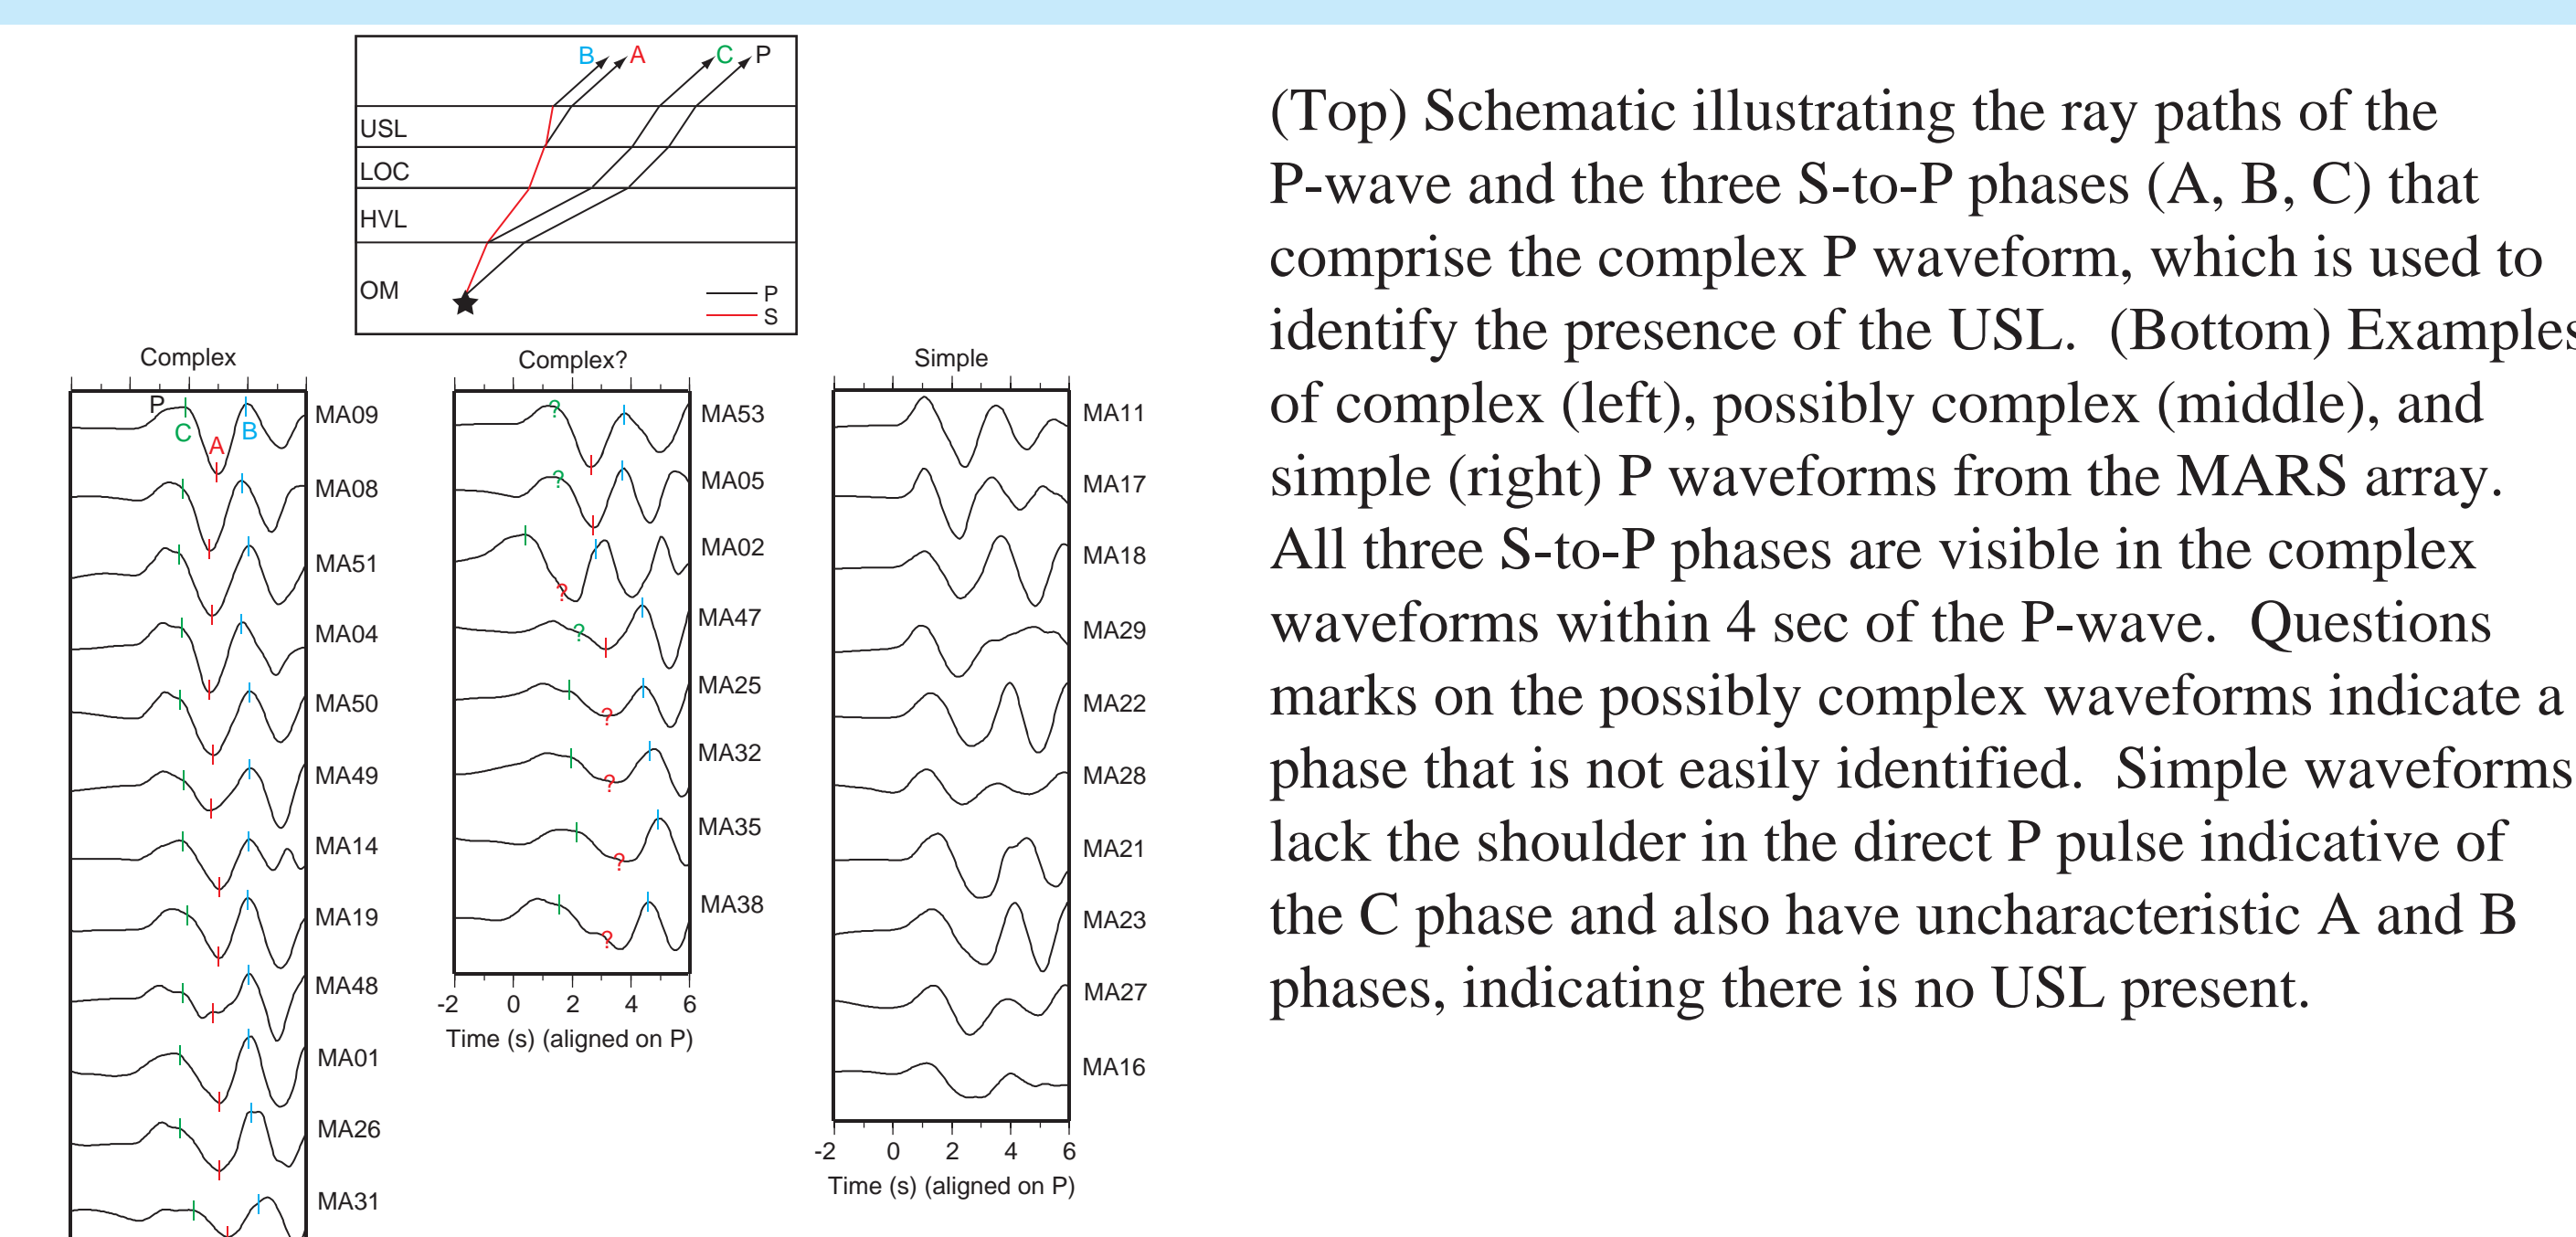 B A C P
USL
LOC
HVL
OM
P
S
Complex
P
C
A
B
MA09
MA08
MA51
MA04
MA50
MA49
MA14
MA19
MA48
MA01
MA26
MA31
Complex?
?
?
?
?
?
?
?
?
MA53
MA05
MA02
MA47
MA25
MA32
MA35
MA38
-2 0 2 4 6
Time (s) (aligned on P)
Simple
MA11
MA17
MA18
MA29
MA22
MA28
MA21
MA23
MA27
MA16
-2 0 2 4 6
Time (s) (aligned on P)
(Top) Schematic illustrating the ray paths of the
P-wave and the three S-to-P phases (A, B, C) that
comprise the complex P waveform, which is used to
identify the presence of the USL. (Bottom) Examples
of complex (left), possibly complex (middle), and
simple (right) P waveforms from the MARS array.
All three S-to-P phases are visible in the complex
waveforms within 4 sec of the P-wave. Questions
marks on the possibly complex waveforms indicate a
phase that is not easily identified. Simple waveforms
lack the shoulder in the direct P pulse indicative of
the C phase and also have uncharacteristic A and B
phases, indicating there is no USL present.